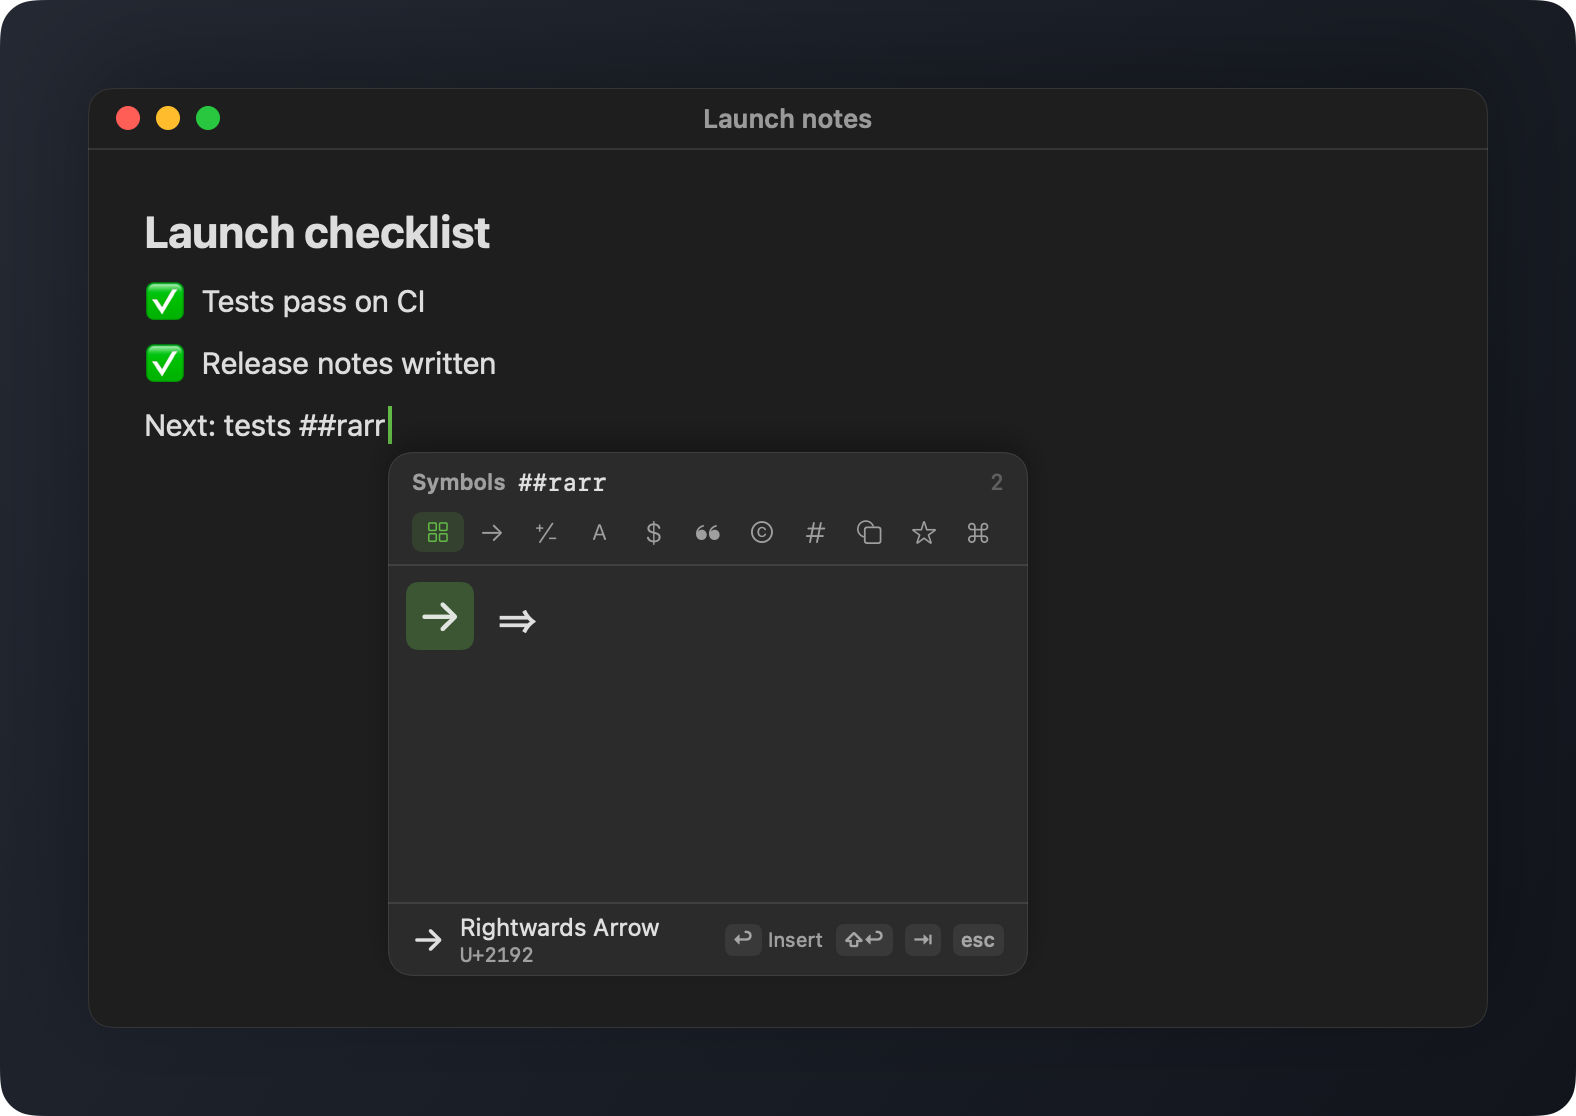 Launch notes
Launch checklist
✅ Tests pass on CI
✅ Release notes written
Next: tests ##rarr
Symbols ##rarr 2
→ +⁄- A $ “ © # ☆ ⌘
→ ⇒
→ Rightwards Arrow
U+2192
↩ Insert ⇧↩ ⇥ esc